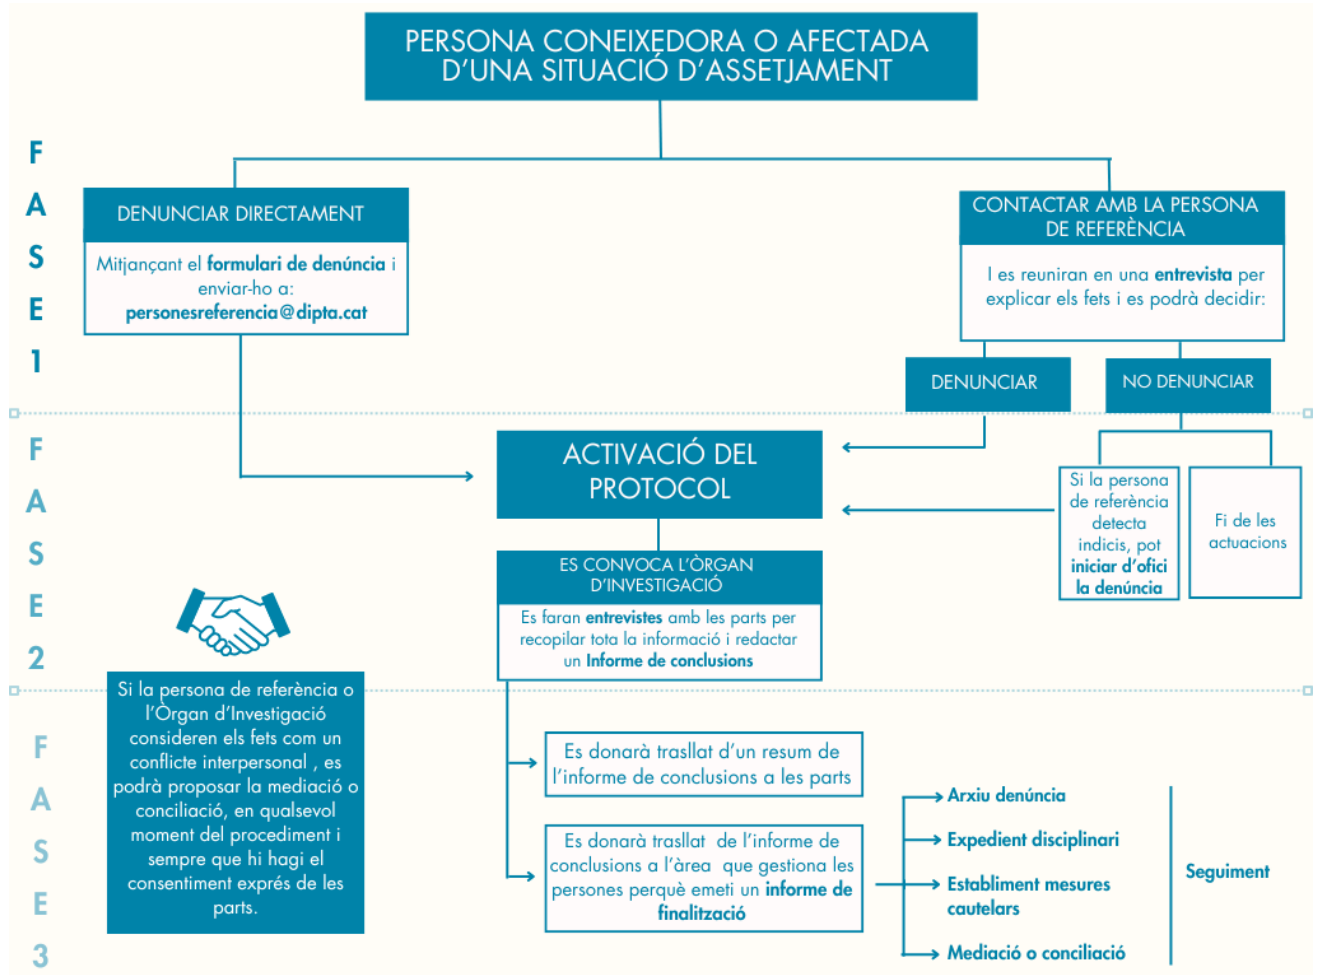 PERSONA CONEIXEDORA O AFECTADA
D'UNA SITUACIÓ D'ASSETJAMENT
F
A
S
E
1
DENUNCIAR DIRECTAMENT
Mitjançant el formulari de denúncia i
enviar-ho a:
personesreferencia@dipta.cat
CONTACTAR AMB LA PERSONA
DE REFERÈNCIA
I es reuniran en una entrevista per
explicar els fets i es podrà decidir:
DENUNCIAR
NO DENUNCIAR
F
A
S
E
2
ACTIVACIÓ DEL
PROTOCOL
Si la persona
de referència
detecta
indicis, pot
iniciar d'ofici
la denúncia
Fi de les
actuacions
ES CONVOCA L'ÒRGAN
D'INVESTIGACIÓ
Es faran entrevistes amb les parts per
recopilar tota la informació i redactar
un Informe de conclusions
Si la persona de referència o
l'Òrgan d'Investigació
consideren els fets com un
conflicte interpersonal , es
podrà proposar la mediació o
conciliació, en qualsevol
moment del procediment i
sempre que hi hagi el
consentiment exprés de les
parts.
F
A
S
E
3
Es donarà trasllat d'un resum de
l'informe de conclusions a les parts
Es donarà trasllat de l'informe de
conclusions a l'àrea que gestiona les
persones perquè emeti un informe de
finalització
Arxiu denúncia
Expedient disciplinari
Establiment mesures
cautelars
Mediació o conciliació
Seguiment